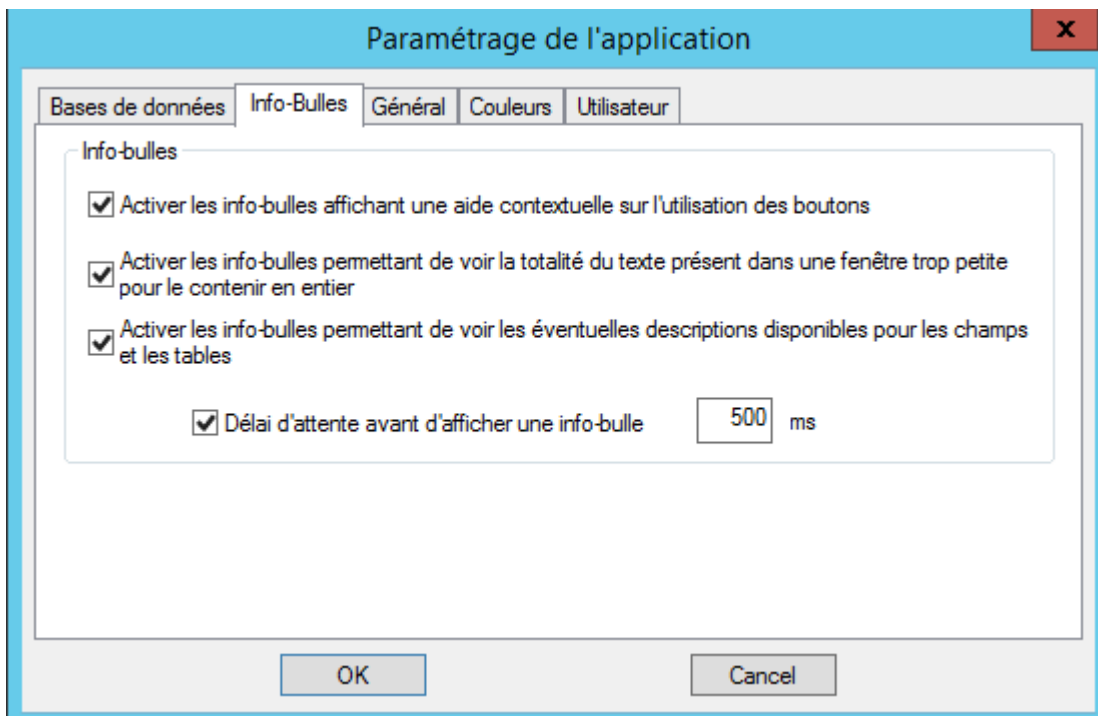 Paramétrage de l'application
x
Bases de données Info-Bulles Général Couleurs Utilisateur
Info-bulles
Activer les info-bulles affichant une aide contextuelle sur l'utilisation des boutons
Activer les info-bulles permettant de voir la totalité du texte présent dans une fenêtre trop petite
pour le contenir en entier
Activer les info-bulles permettant de voir les éventuelles descriptions disponibles pour les champs
et les tables
Délai d'attente avant d'afficher une info-bulle 500 ms
OK Cancel